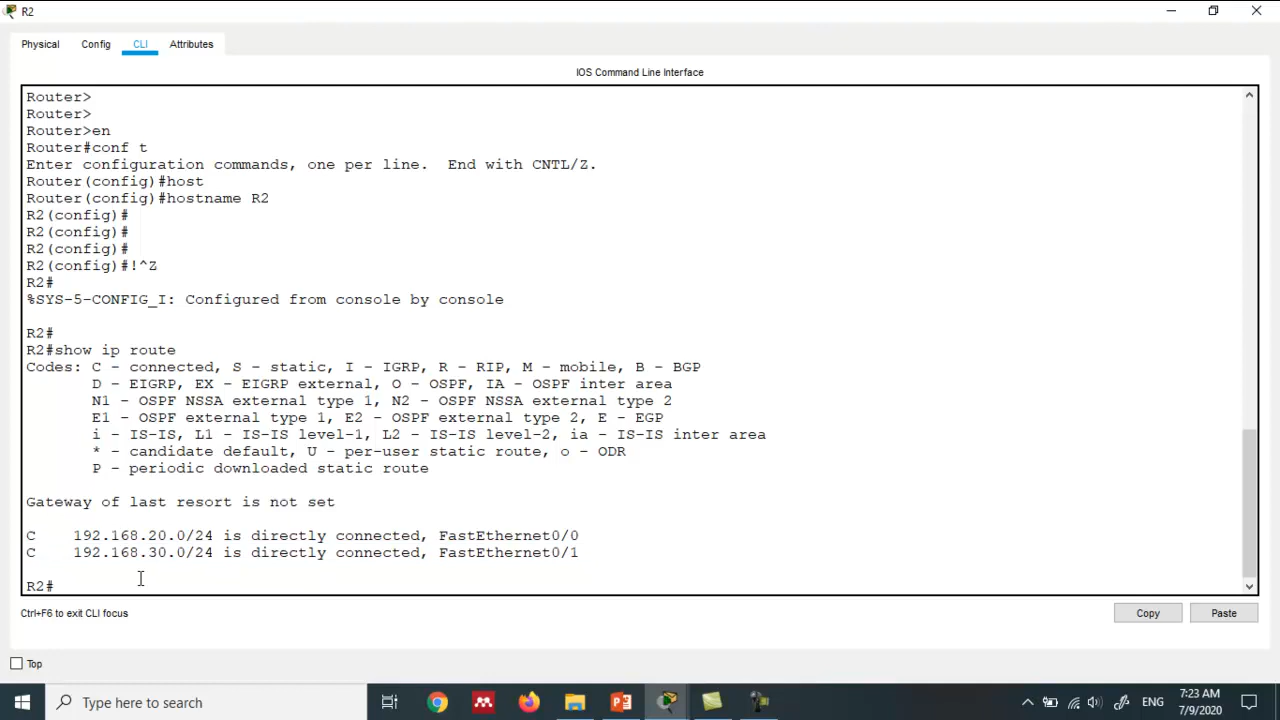 R2
Physical Config CLI Attributes
IOS Command Line Interface
Router>
Router>
Router>en
Router#conf t
Enter configuration commands, one per line.  End with CNTL/Z.
Router(config)#host
Router(config)#hostname R2
R2(config)#
R2(config)#
R2(config)#
R2(config)#!^Z
R2#
%SYS-5-CONFIG_I: Configured from console by console
R2#
R2#show ip route
Codes: C - connected, S - static, I - IGRP, R - RIP, M - mobile, B - BGP
       D - EIGRP, EX - EIGRP external, O - OSPF, IA - OSPF inter area
       N1 - OSPF NSSA external type 1, N2 - OSPF NSSA external type 2
       E1 - OSPF external type 1, E2 - OSPF external type 2, E - EGP
       i - IS-IS, L1 - IS-IS level-1, L2 - IS-IS level-2, ia - IS-IS inter area
       * - candidate default, U - per-user static route, o - ODR
       P - periodic downloaded static route
Gateway of last resort is not set
C    192.168.20.0/24 is directly connected, FastEthernet0/0
C    192.168.30.0/24 is directly connected, FastEthernet0/1
R2#
Ctrl+F6 to exit CLI focus
Copy Paste
Top
Type here to search
ENG
7:23 AM
7/9/2020